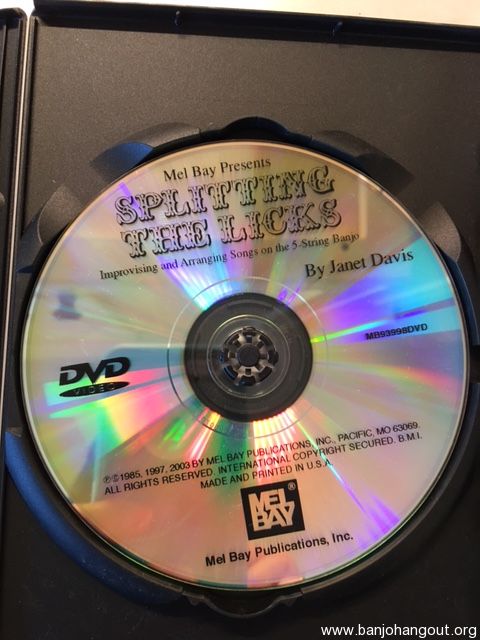 Mel Bay Presents
SPLITTING
THE LICKS
Improvising and Arranging Songs on the 5-String Banjo
By Janet Davis
MB93998DVD
DVD
VIDEO
℗©1985, 1997, 2003 BY MEL BAY PUBLICATIONS, INC., PACIFIC, MO 63069.
ALL RIGHTS RESERVED. INTERNATIONAL COPYRIGHT SECURED. B.M.I.
MADE AND PRINTED IN U.S.A.
MEL
BAY
®
Mel Bay Publications, Inc.
www.banjohangout.org